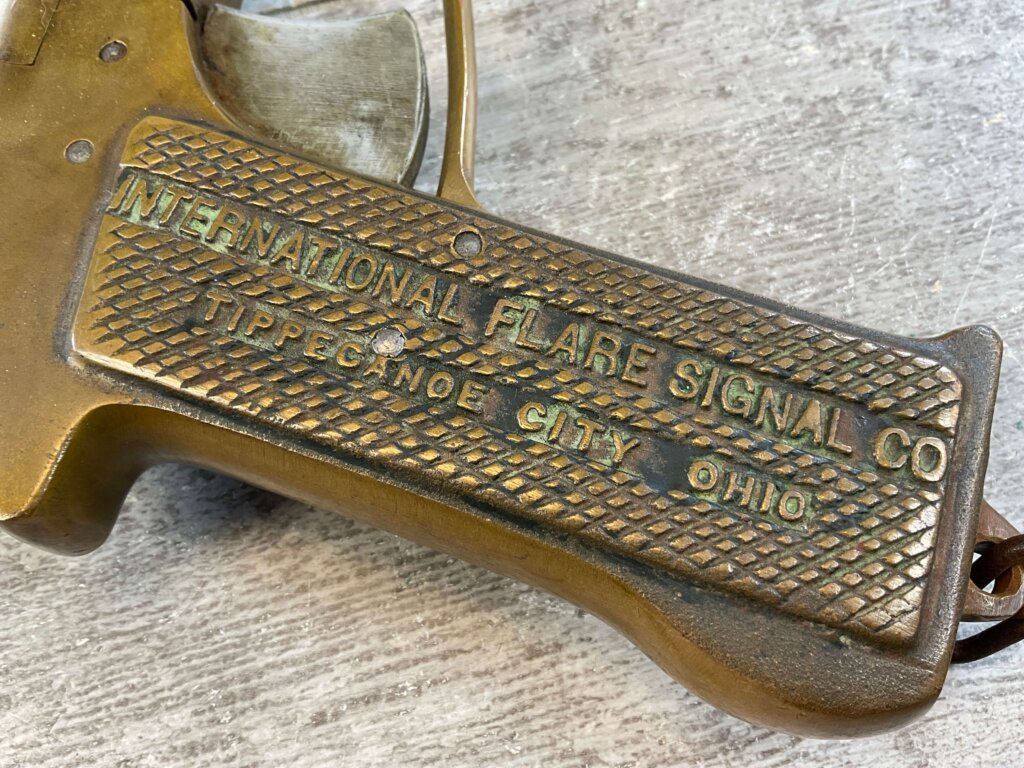 INTERNATIONAL FLARE SIGNAL CO
TIPPECANOE CITY OHIO